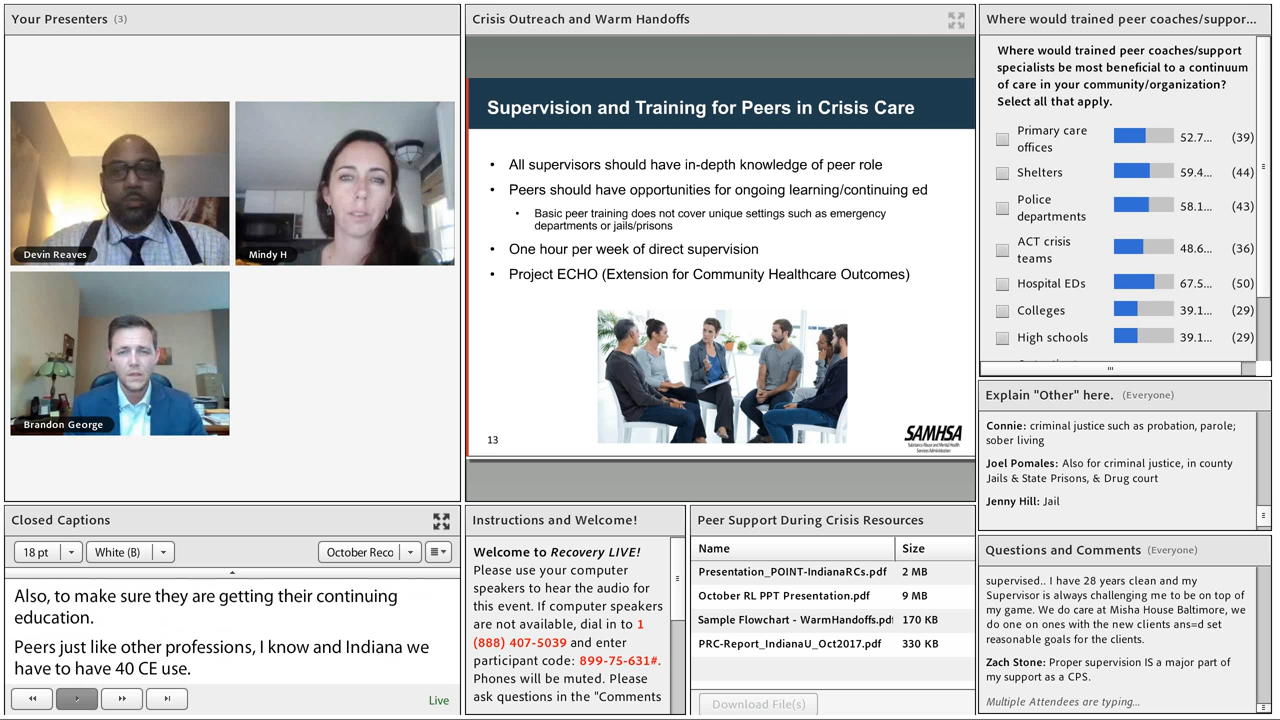 Your Presenters (3)
Devin Reaves
Mindy H
Brandon George
Crisis Outreach and Warm Handoffs
Supervision and Training for Peers in Crisis Care
• All supervisors should have in-depth knowledge of peer role
• Peers should have opportunities for ongoing learning/continuing ed
• Basic peer training does not cover unique settings such as emergency
departments or jails/prisons
• One hour per week of direct supervision
• Project ECHO (Extension for Community Healthcare Outcomes)
13
SAMHSA
Substance Abuse and Mental Health
Services Administration
Where would trained peer coaches/suppor...
Where would trained peer coaches/support
specialists be most beneficial to a continuum
of care in your community/organization?
Select all that apply.
Primary care
offices
52.7... (39)
Shelters 59.4... (44)
Police
departments
58.1... (43)
ACT crisis
teams
48.6... (36)
Hospital EDs 67.5... (50)
Colleges 39.1... (29)
High schools 39.1... (29)
Explain "Other" here. (Everyone)
Connie: criminal justice such as probation, parole;
sober living
Joel Pomales: Also for criminal justice, in county
Jails & State Prisons, & Drug court
Jenny Hill: Jail
Closed Captions
18 pt
White (B)
October Reco
Also, to make sure they are getting their continuing
education.
Peers just like other professions, I know and Indiana we
have to have 40 CE use.
Live
Instructions and Welcome!
Welcome to Recovery LIVE!
Please use your computer
speakers to hear the audio for
this event. If computer speakers
are not available, dial in to 1
(888) 407-5039 and enter
participant code: 899-75-631#.
Phones will be muted. Please
ask questions in the "Comments
Peer Support During Crisis Resources
Name Size
Presentation_POINT-IndianaRCs.pdf 2 MB
October RL PPT Presentation.pdf 9 MB
Sample Flowchart - WarmHandoffs.pdf 170 KB
PRC-Report_IndianaU_Oct2017.pdf 330 KB
Download File(s)
Questions and Comments (Everyone)
supervised.. I have 28 years clean and my
Supervisor is always challenging me to be on top of
my game. We do care at Misha House Baltimore, we
do one on ones with the new clients ans=d set
reasonable goals for the clients.
Zach Stone: Proper supervision IS a major part of
my support as a CPS.
Multiple Attendees are typing...